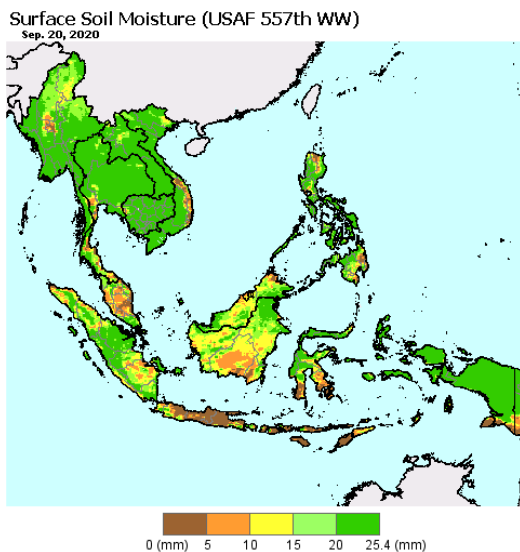 Surface Soil Moisture (USAF 557th WW)
Sep. 20, 2020
0 (mm) 5 10 15 20 25.4 (mm)